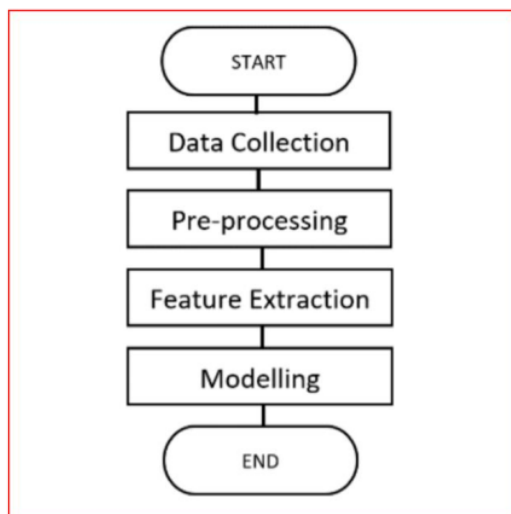 START
Data Collection
Pre-processing
Feature Extraction
Modelling
END